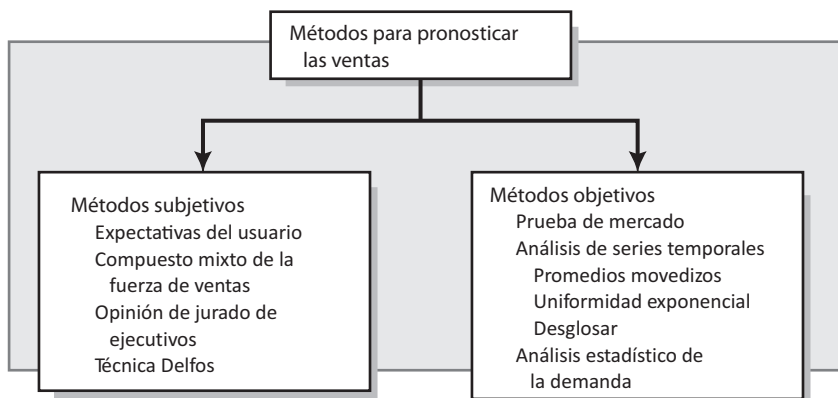 Métodos para pronosticar
las ventas
Métodos subjetivos
Expectativas del usuario
Compuesto mixto de la
fuerza de ventas
Opinión de jurado de
ejecutivos
Técnica Delfos
Métodos objetivos
Prueba de mercado
Análisis de series temporales
Promedios movedizos
Uniformidad exponencial
Desglosar
Análisis estadístico de
la demanda